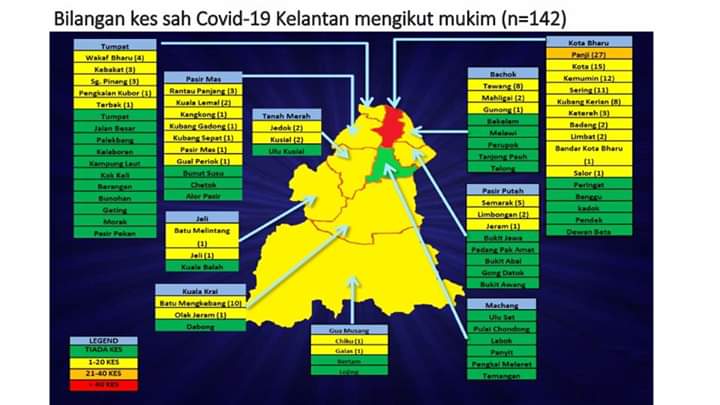 Bilangan kes sah Covid-19 Kelantan mengikut mukim (n=142)
Tumpat
Wakaf Bharu (4)
Kebakat (3)
Sg. Pinang (3)
Pengkalan Kubor (1)
Terbak (1)
Tumpat
Jalan Besar
Palekbang
Kelaboran
Kampung Laut
Kok Keli
Berangan
Bunohan
Geting
Morak
Pasir Pekan
Pasir Mas
Rantau Panjang (3)
Kuala Lemal (2)
Kangkong (1)
Kubang Gadong (1)
Kubang Sepat (1)
Pasir Mas (1)
Gual Periok (1)
Bunut Susu
Chetok
Alor Pasir
Tanah Merah
Jedok (2)
Kusial (2)
Ulu Kusial
Jeli
Batu Melintang
(1)
Jeli (1)
Kuala Balah
Kuala Krai
Batu Mengkebang (10)
Olak Jeram (1)
Dabong
Gua Musang
Chiku (1)
Galas (1)
Bertam
Lojing
Bachok
Tawang (8)
Mahligai (2)
Gunong (1)
Bekelam
Melawi
Perupok
Tanjong Pauh
Telong
Kota Bharu
Panji (27)
Kota (15)
Kemumin (12)
Sering (11)
Kubang Kerian (8)
Ketereh (3)
Badang (2)
Limbat (2)
Bandar Kota Bharu
(1)
Salor (1)
Peringat
Banggu
kadok
Pendek
Dewan Beta
Pasir Puteh
Semarak (5)
Limbongan (2)
Jeram (1)
Bukit Jawa
Padang Pak Amat
Bukit Abal
Gong Datok
Bukit Awang
Machang
Ulu Sat
Pulai Chondong
Labok
Panyit
Pengkal Meleret
Temangan
LEGEND
TIADA KES
1-20 KES
21-40 KES
> 40 KES